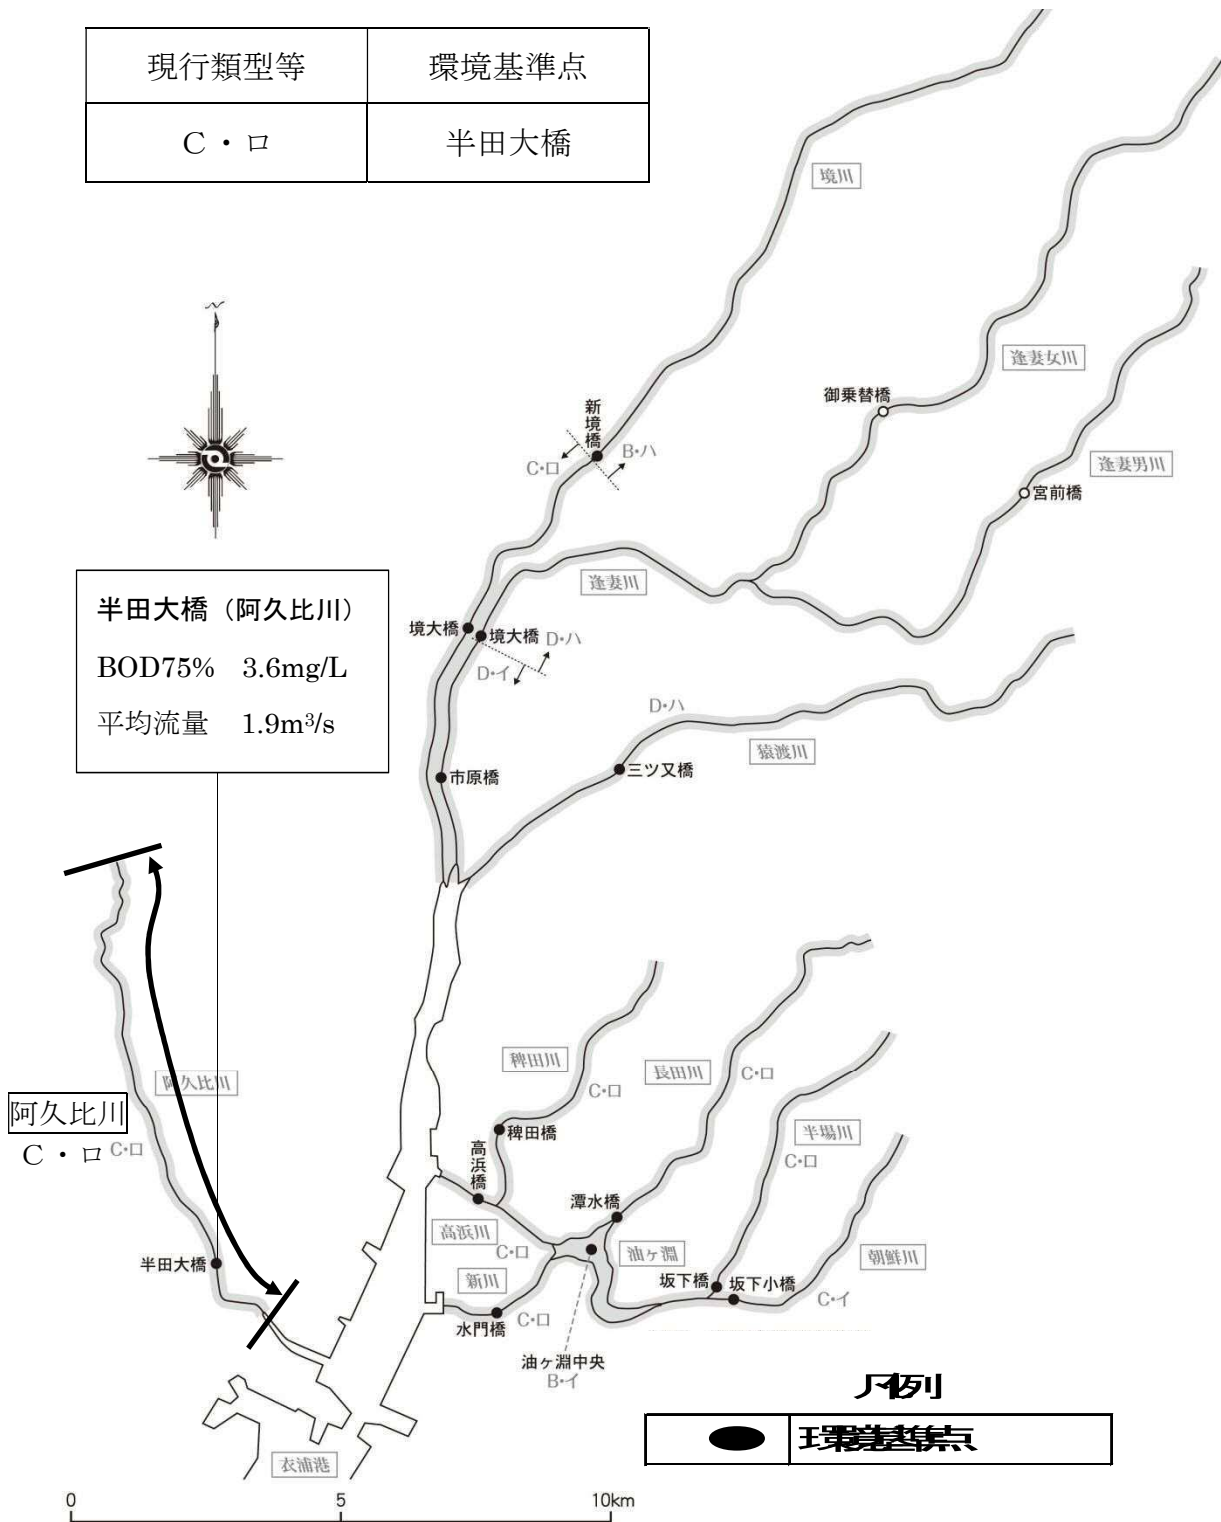 現行類型等
環境基準点
C・ロ
半田大橋
境川
N
逢妻女川
御乗替橋
新境橋
B・ハ
C・ロ
逢妻男川
宮前橋
逢妻川
半田大橋（阿久比川）
BOD75% 3.6mg/L
平均流量 1.9m³/s
境大橋
境大橋
D・ハ
D・イ
D・ハ
猿渡川
市原橋
三ツ又橋
阿久比川
阿久比川
C・ロ
C・ロ
稗田川
C・ロ
稗田橋
長田川
C・ロ
半場川
C・ロ
高浜橋
潭水橋
高浜川
C・ロ
油ヶ淵
朝鮮川
半田大橋
新川
坂下橋
坂下小橋
C・イ
水門橋
C・ロ
油ヶ淵中央
B・イ
凡例
環境基準点
衣浦港
0
5
10km